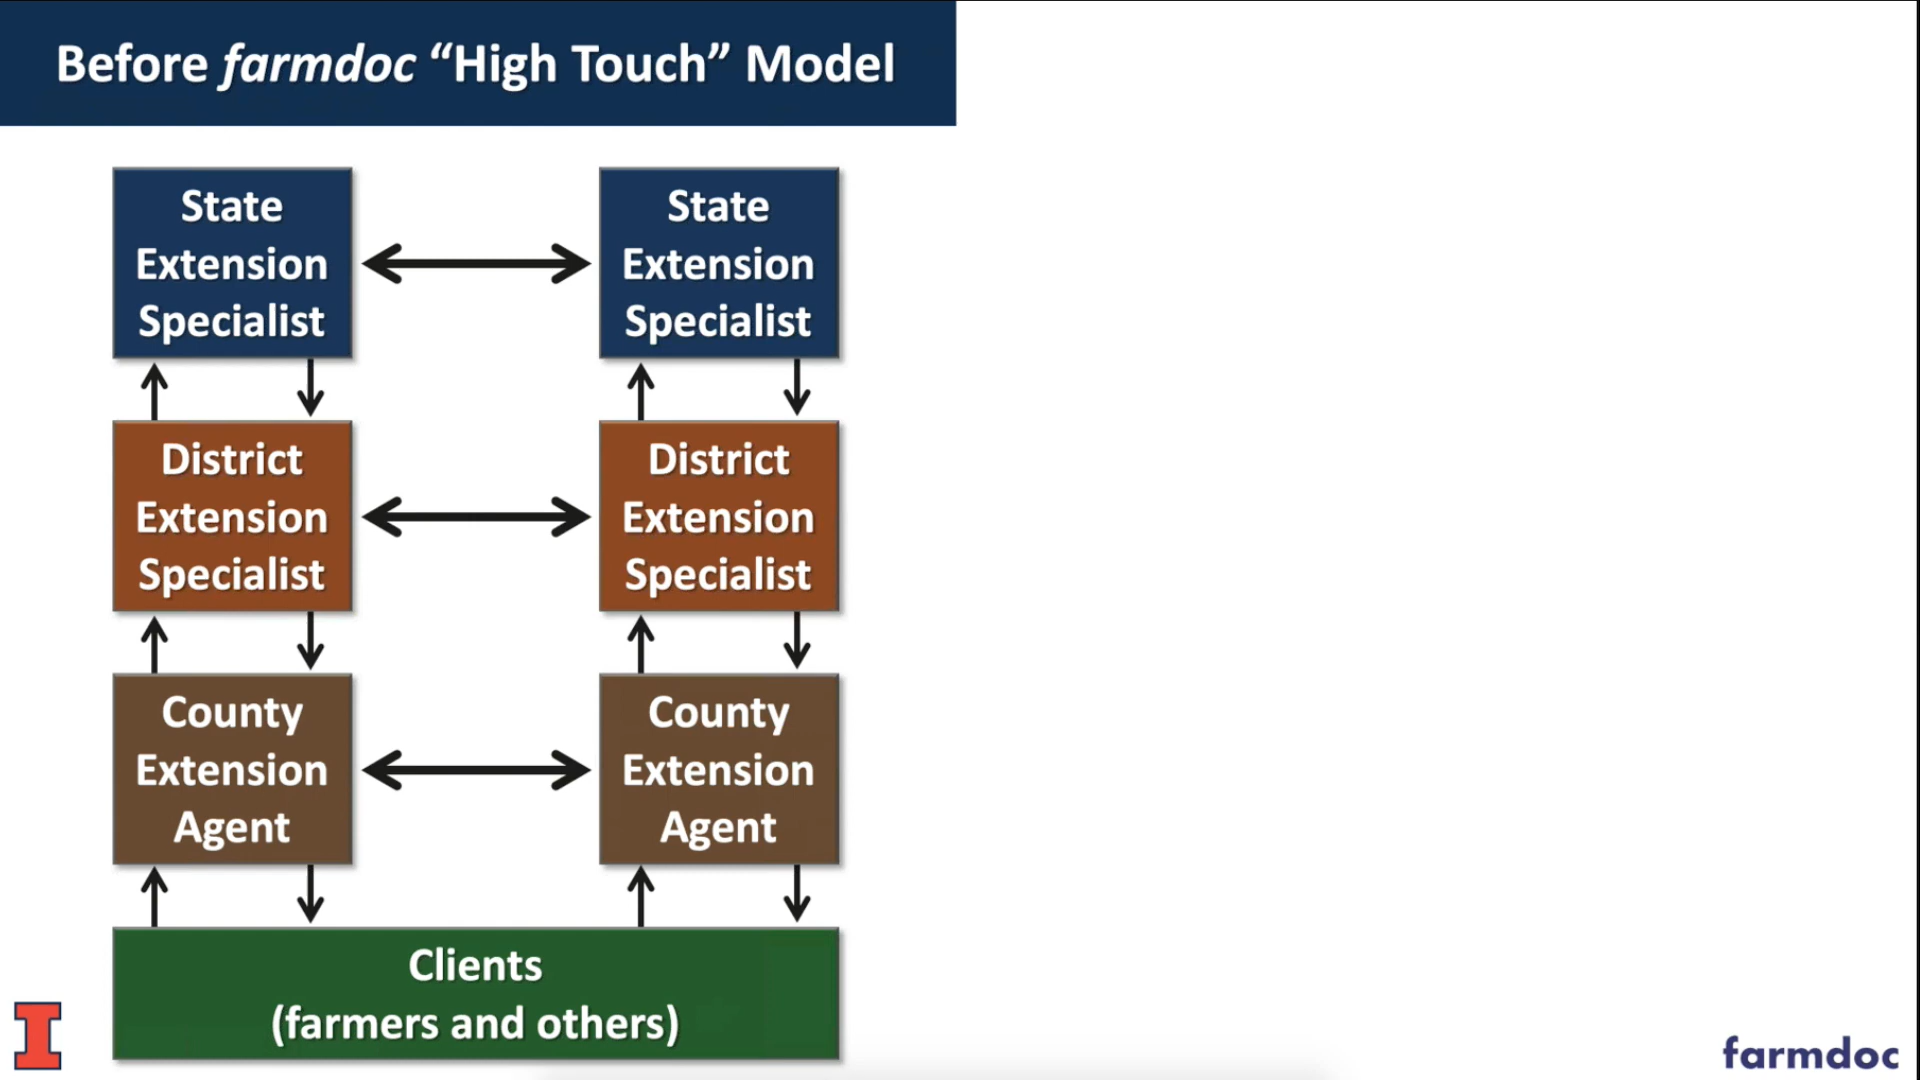 Before farmdoc “High Touch” Model
State
Extension
Specialist
State
Extension
Specialist
District
Extension
Specialist
District
Extension
Specialist
County
Extension
Agent
County
Extension
Agent
Clients
(farmers and others)
I
farmdoc